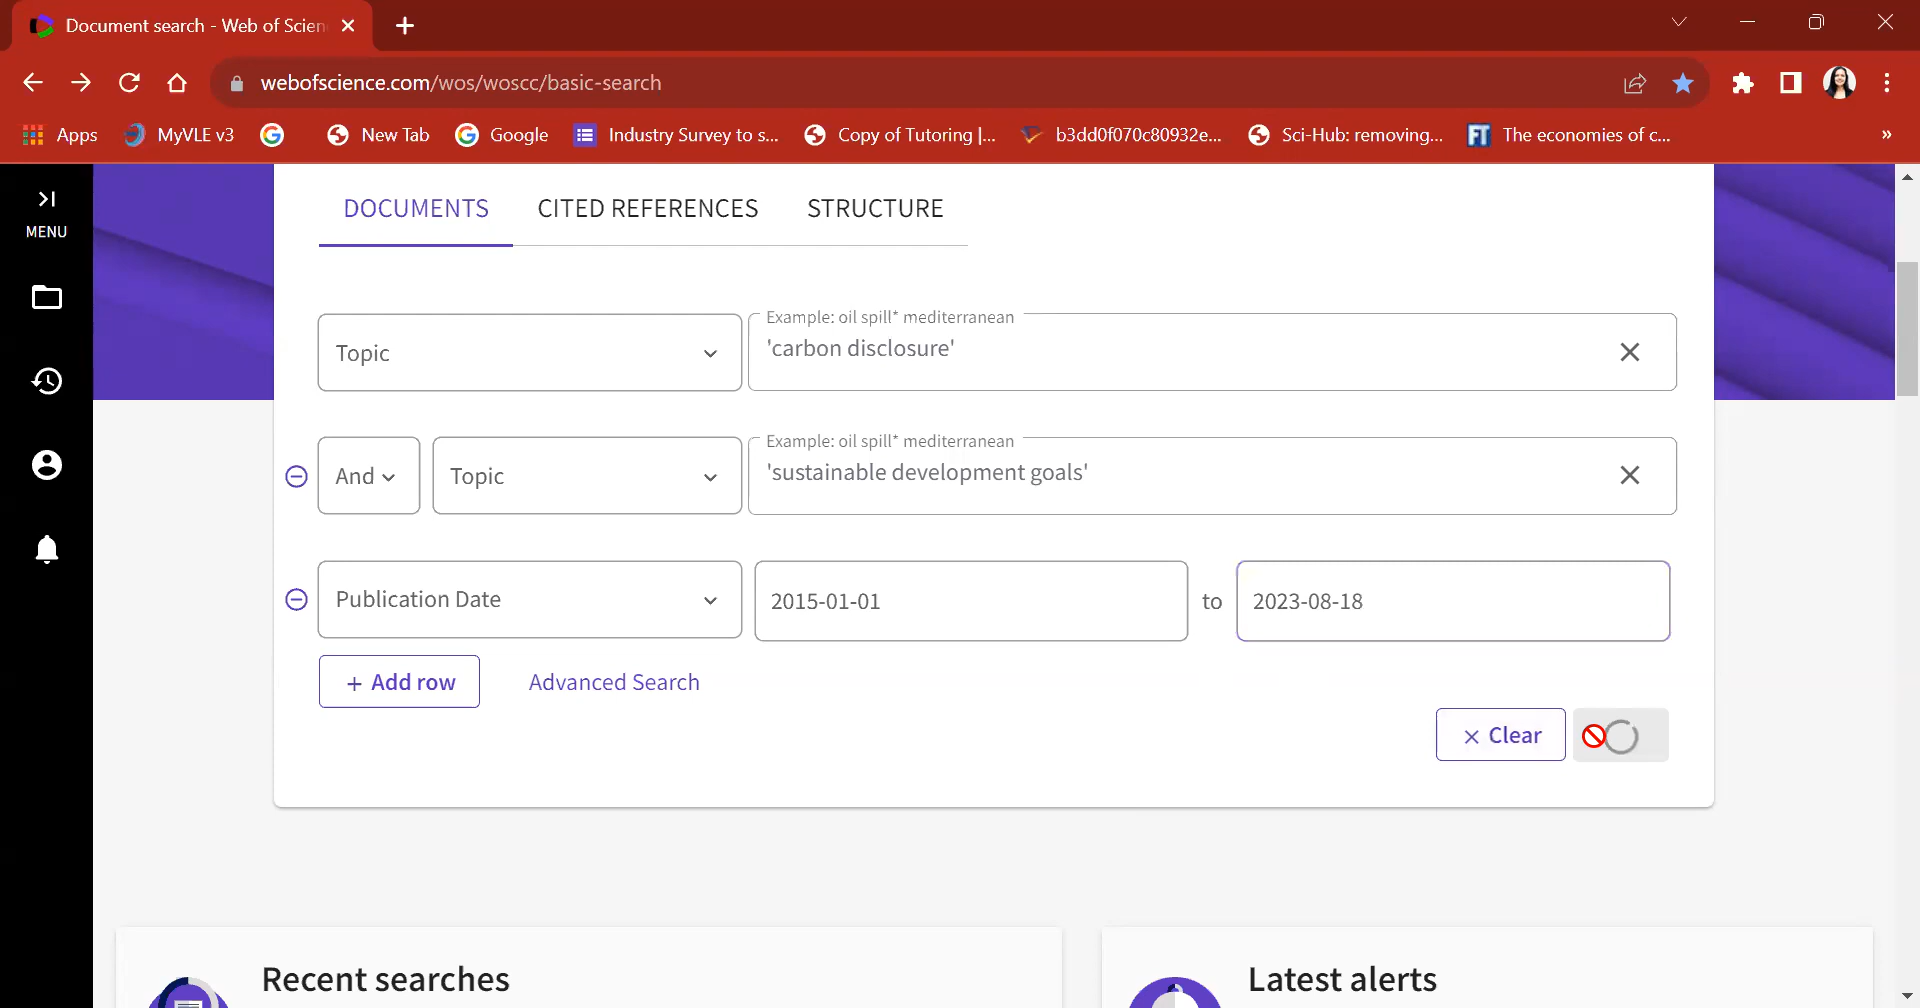 Document search - Web of Scien
webofscience.com/wos/woscc/basic-search
Apps
MyVLE v3
New Tab
Google
Industry Survey to s...
Copy of Tutoring |...
b3dd0f070c80932e...
Sci-Hub: removing...
FT
The economies of c...
»
MENU
DOCUMENTS
CITED REFERENCES
STRUCTURE
Topic
Example: oil spill* mediterranean
'carbon disclosure'
And
Topic
Example: oil spill* mediterranean
'sustainable development goals'
Publication Date
2015-01-01
to
2023-08-18
+ Add row
Advanced Search
× Clear
Recent searches
Latest alerts